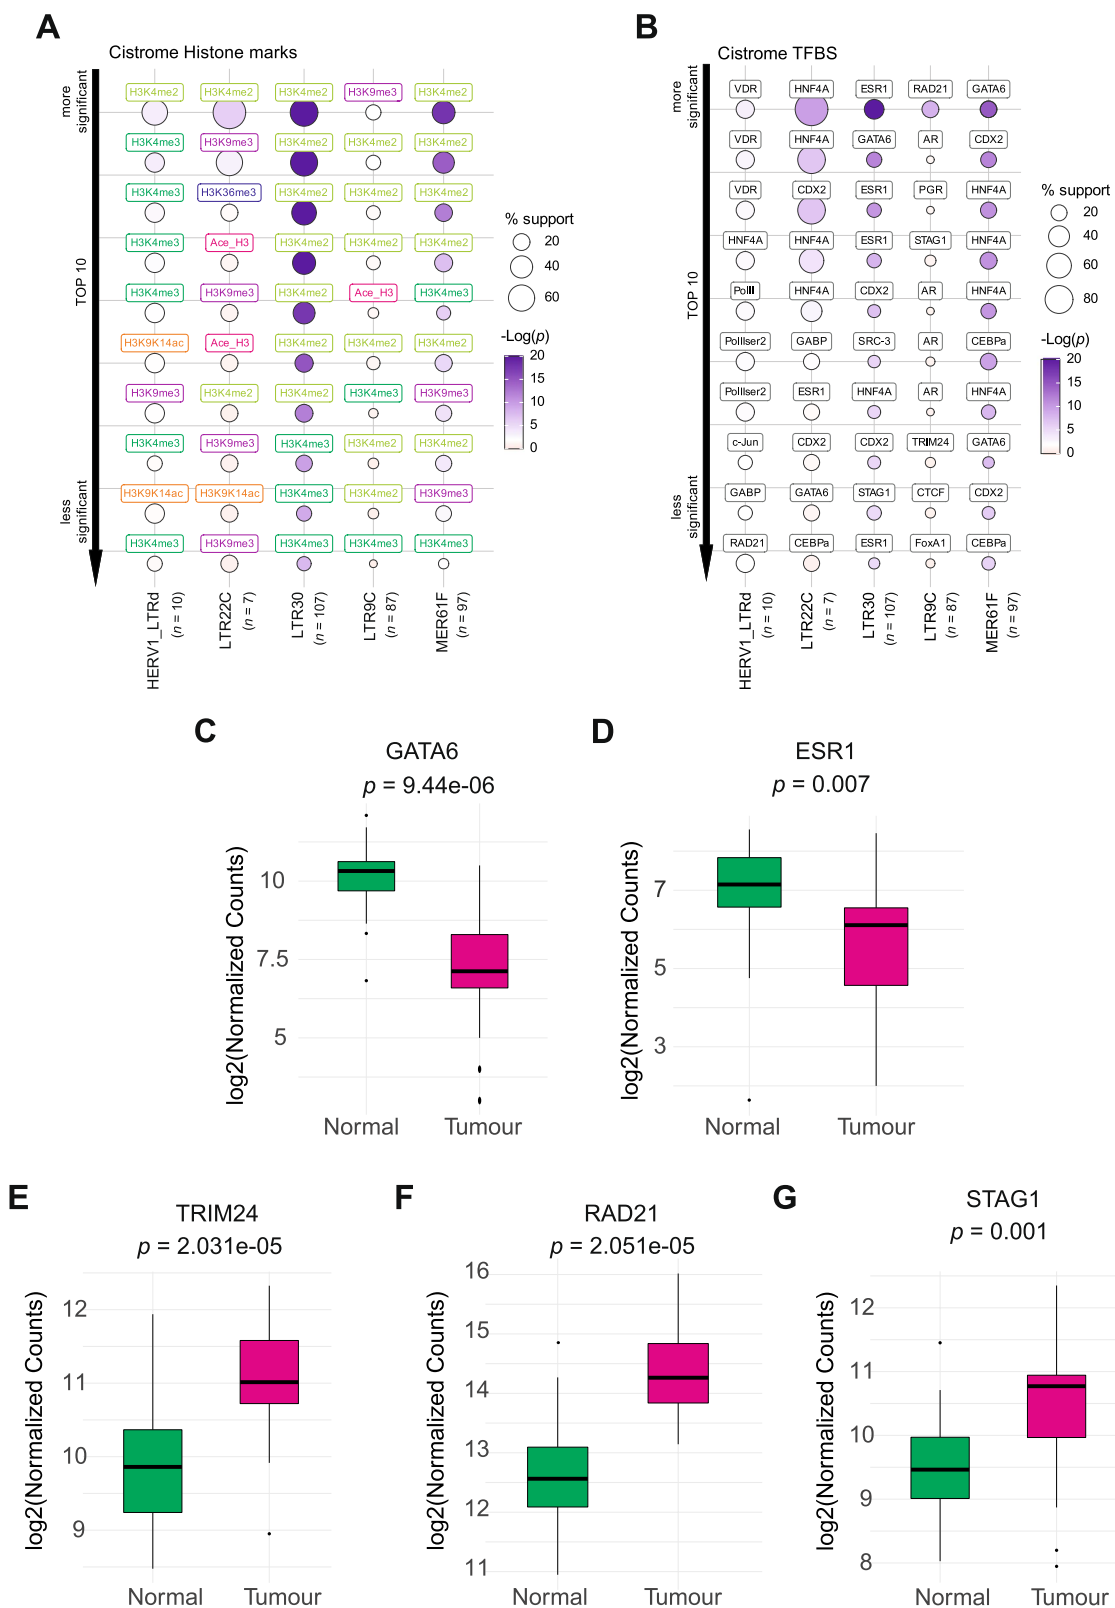 A
Cistrome Histone marks
more
significant
TOP 10
less
significant
H3K4me2 H3K4me2 H3K4me2 H3K9me3 H3K4me2
H3K4me3 H3K9me3 H3K4me2 H3K4me2 H3K4me2
H3K4me3 H3K36me3 H3K4me2 H3K4me2 H3K4me2
H3K4me3 Ace_H3 H3K4me2 H3K4me2 H3K4me2
H3K4me3 H3K9me3 H3K4me2 Ace_H3 H3K4me3
H3K9K14ac Ace_H3 H3K4me2 H3K4me2 H3K4me2
H3K9me3 H3K4me2 H3K4me2 H3K4me3 H3K9me3
H3K4me3 H3K9me3 H3K4me3 H3K4me2 H3K4me2
H3K9K14ac H3K9K14ac H3K4me3 H3K4me2 H3K9me3
H3K4me3 H3K9me3 H3K4me3 H3K4me3 H3K4me3
HERV1_LTRd
(n = 10)
LTR22C
(n = 7)
LTR30
(n = 107)
LTR9C
(n = 87)
MER61F
(n = 97)
% support
20
40
60
-Log(p)
20
15
10
5
0
B
Cistrome TFBS
more
significant
TOP 10
less
significant
VDR HNF4A ESR1 RAD21 GATA6
VDR HNF4A GATA6 AR CDX2
VDR CDX2 ESR1 PGR HNF4A
HNF4A HNF4A ESR1 STAG1 HNF4A
PolII HNF4A CDX2 AR HNF4A
PolIIser2 GABP SRC-3 AR CEBPa
PolIIser2 ESR1 HNF4A AR HNF4A
c-Jun CDX2 CDX2 TRIM24 GATA6
GABP GATA6 STAG1 CTCF CDX2
RAD21 CEBPa ESR1 FoxA1 CEBPa
HERV1_LTRd
(n = 10)
LTR22C
(n = 7)
LTR30
(n = 107)
LTR9C
(n = 87)
MER61F
(n = 97)
% support
20
40
60
80
-Log(p)
20
15
10
5
0
C
GATA6
p = 9.44e-06
log2(Normalized Counts)
10
7.5
5
Normal Tumour
D
ESR1
p = 0.007
log2(Normalized Counts)
7
5
3
Normal Tumour
E
TRIM24
p = 2.031e-05
log2(Normalized Counts)
12
11
10
9
Normal Tumour
F
RAD21
p = 2.051e-05
log2(Normalized Counts)
16
15
14
13
12
11
Normal Tumour
G
STAG1
p = 0.001
log2(Normalized Counts)
12
11
10
9
8
Normal Tumour